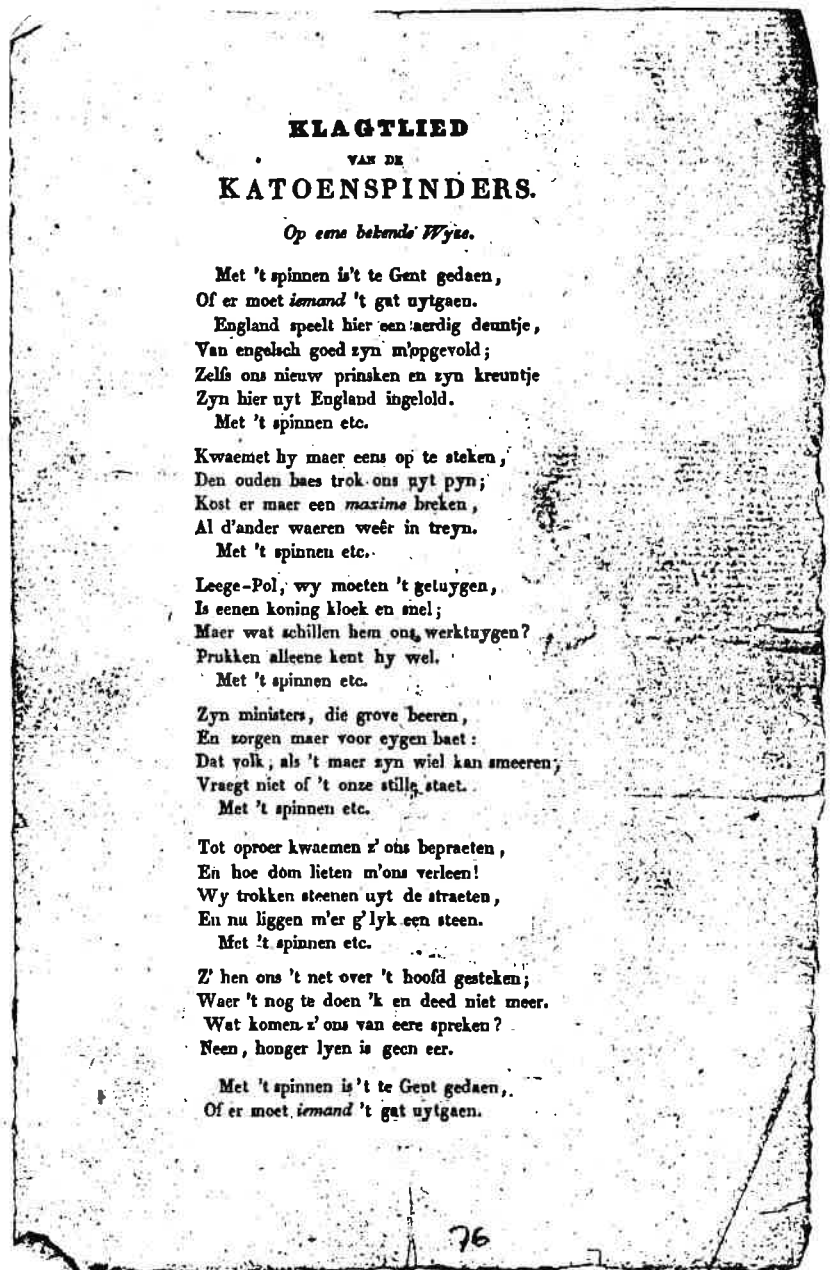 KLAGTLIED
VAN DE
KATOENSPINDERS.
Op eene bekende Wyze.
Met 't spinnen is't te Gent gedaen,
Of er moet iemand 't gat uytgaen.
England speelt hier een aerdig deuntje,
Van engelsch goed zyn m'opgevold;
Zelfs ons nieuw prinsken en zyn kreuntje
Zyn hier uyt England ingelold.
Met 't spinnen etc.
Kwaemet hy maer eens op te steken,
Den ouden baes trok ons uyt pyn;
Kost er maer een maxime breken,
Al d'ander waeren weêr in treyn.
Met 't spinnen etc.
Leege-Pol, wy moeten 't getuygen,
Is eenen koning kloek en snel;
Maer wat schillen hem ons werktuygen?
Prukken alleene kent hy wel.
Met 't spinnen etc.
Zyn ministers, die grove beeren,
En zorgen maer voor eygen baet:
Dat volk, als 't maer zyn wiel kan smeeren,
Vraegt niet of 't onze stille staet.
Met 't spinnen etc.
Tot oproer kwaemen z' ons bepraeten,
En hoe dom lieten m'ons verleen!
Wy trokken steenen uyt de straeten,
En nu liggen m'er g'lyk een steen.
Met 't spinnen etc.
Z' hen ons 't net over 't hoofd gesteken;
Waer 't nog te doen 'k en deed niet meer.
Wat komen z' ons van eere spreken?
Neen, honger lyen is geen eer.
Met 't spinnen is 't te Gent gedaen,
Of er moet iemand 't gat uytgaen.
76